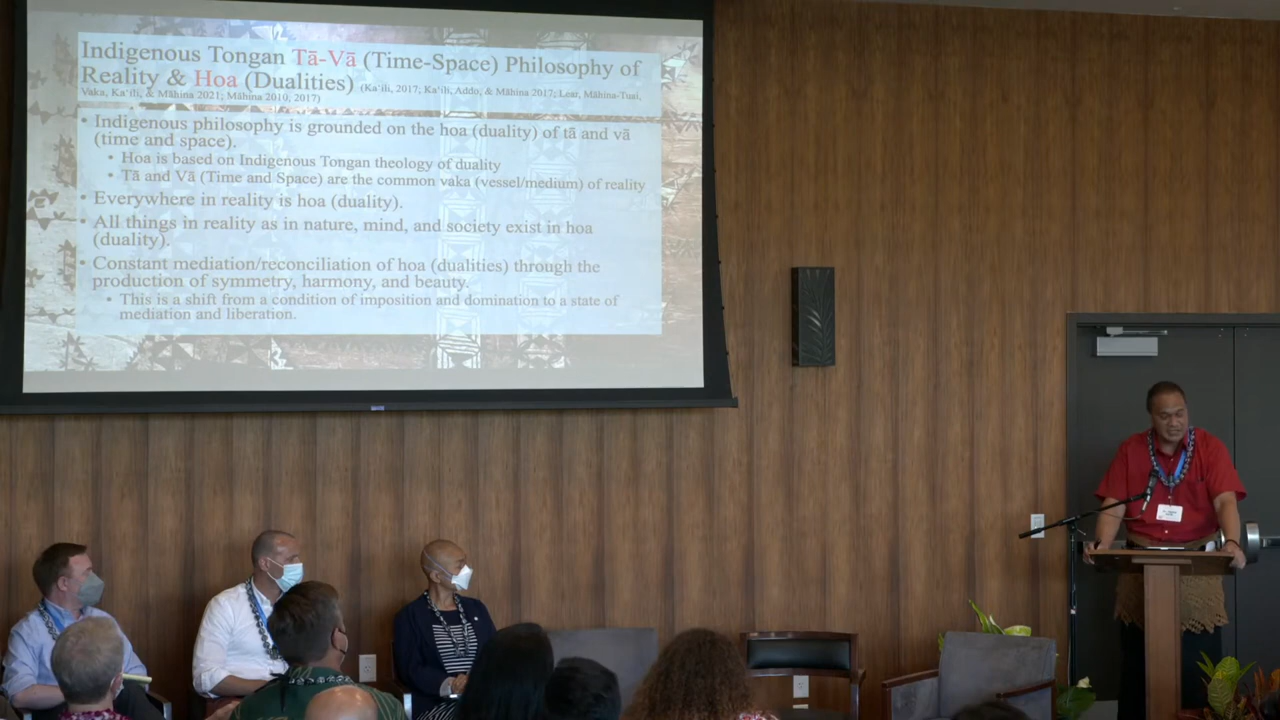 Indigenous Tongan Tā-Vā (Time-Space) Philosophy of
Reality & Hoa (Dualities) (Ka‘ili, 2017; Ka‘ili, Addo, & Māhina 2017; Lear, Māhina-Tuai,
Vaka, Ka‘ili, & Māhina 2021; Māhina 2010, 2017)
• Indigenous philosophy is grounded on the hoa (duality) of tā and vā
(time and space).
• Hoa is based on Indigenous Tongan theology of duality
• Tā and Vā (Time and Space) are the common vaka (vessel/medium) of reality
• Everywhere in reality is hoa (duality).
• All things in reality as in nature, mind, and society exist in hoa
(duality).
• Constant mediation/reconciliation of hoa (dualities) through the
production of symmetry, harmony, and beauty.
• This is a shift from a condition of imposition and domination to a state of
mediation and liberation.